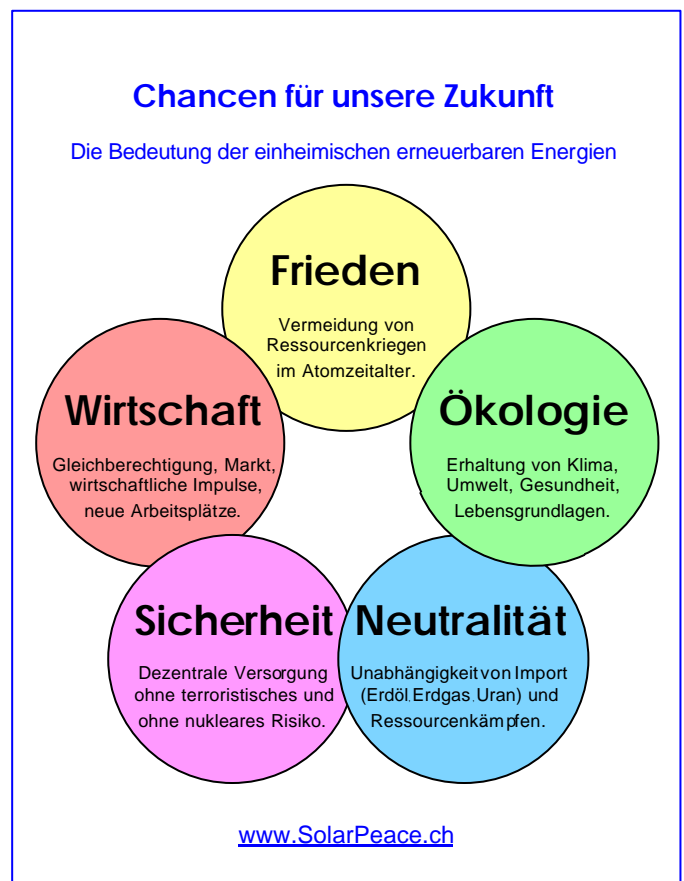 Chancen für unsere Zukunft
Die Bedeutung der einheimischen erneuerbaren Energien
Frieden
Vermeidung von
Ressourcenkriegen
im Atomzeitalter.
Wirtschaft
Gleichberechtigung, Markt,
wirtschaftliche Impulse,
neue Arbeitsplätze.
Ökologie
Erhaltung von Klima,
Umwelt, Gesundheit,
Lebensgrundlagen.
Sicherheit
Dezentrale Versorgung
ohne terroristisches und
ohne nukleares Risiko.
Neutralität
Unabhängigkeit von Import
(Erdöl, Erdgas, Uran) und
Ressourcenkämpfen.
www.SolarPeace.ch